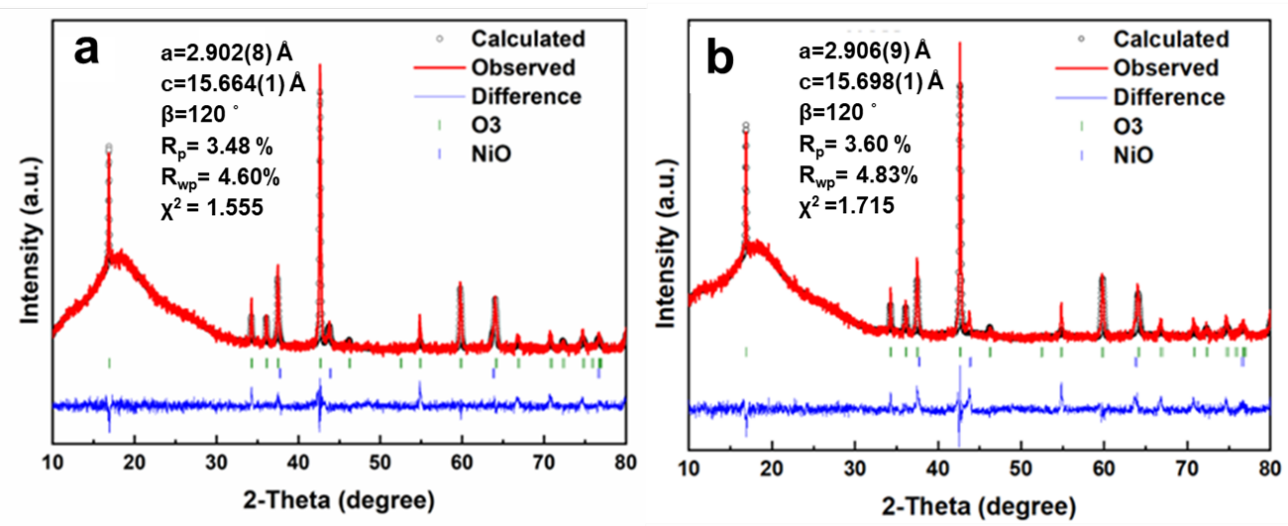 a
a=2.902(8) Å
c=15.664(1) Å
β=120 °
Rp= 3.48 %
Rwp= 4.60%
χ² = 1.555
Calculated
Observed
Difference
O3
NiO
Intensity (a.u.)
10 20 30 40 50 60 70 80
2-Theta (degree)
b
a=2.906(9) Å
c=15.698(1) Å
β=120 °
Rp= 3.60 %
Rwp= 4.83%
χ² =1.715
Calculated
Observed
Difference
O3
NiO
Intensity (a.u.)
10 20 30 40 50 60 70 80
2-Theta (degree)